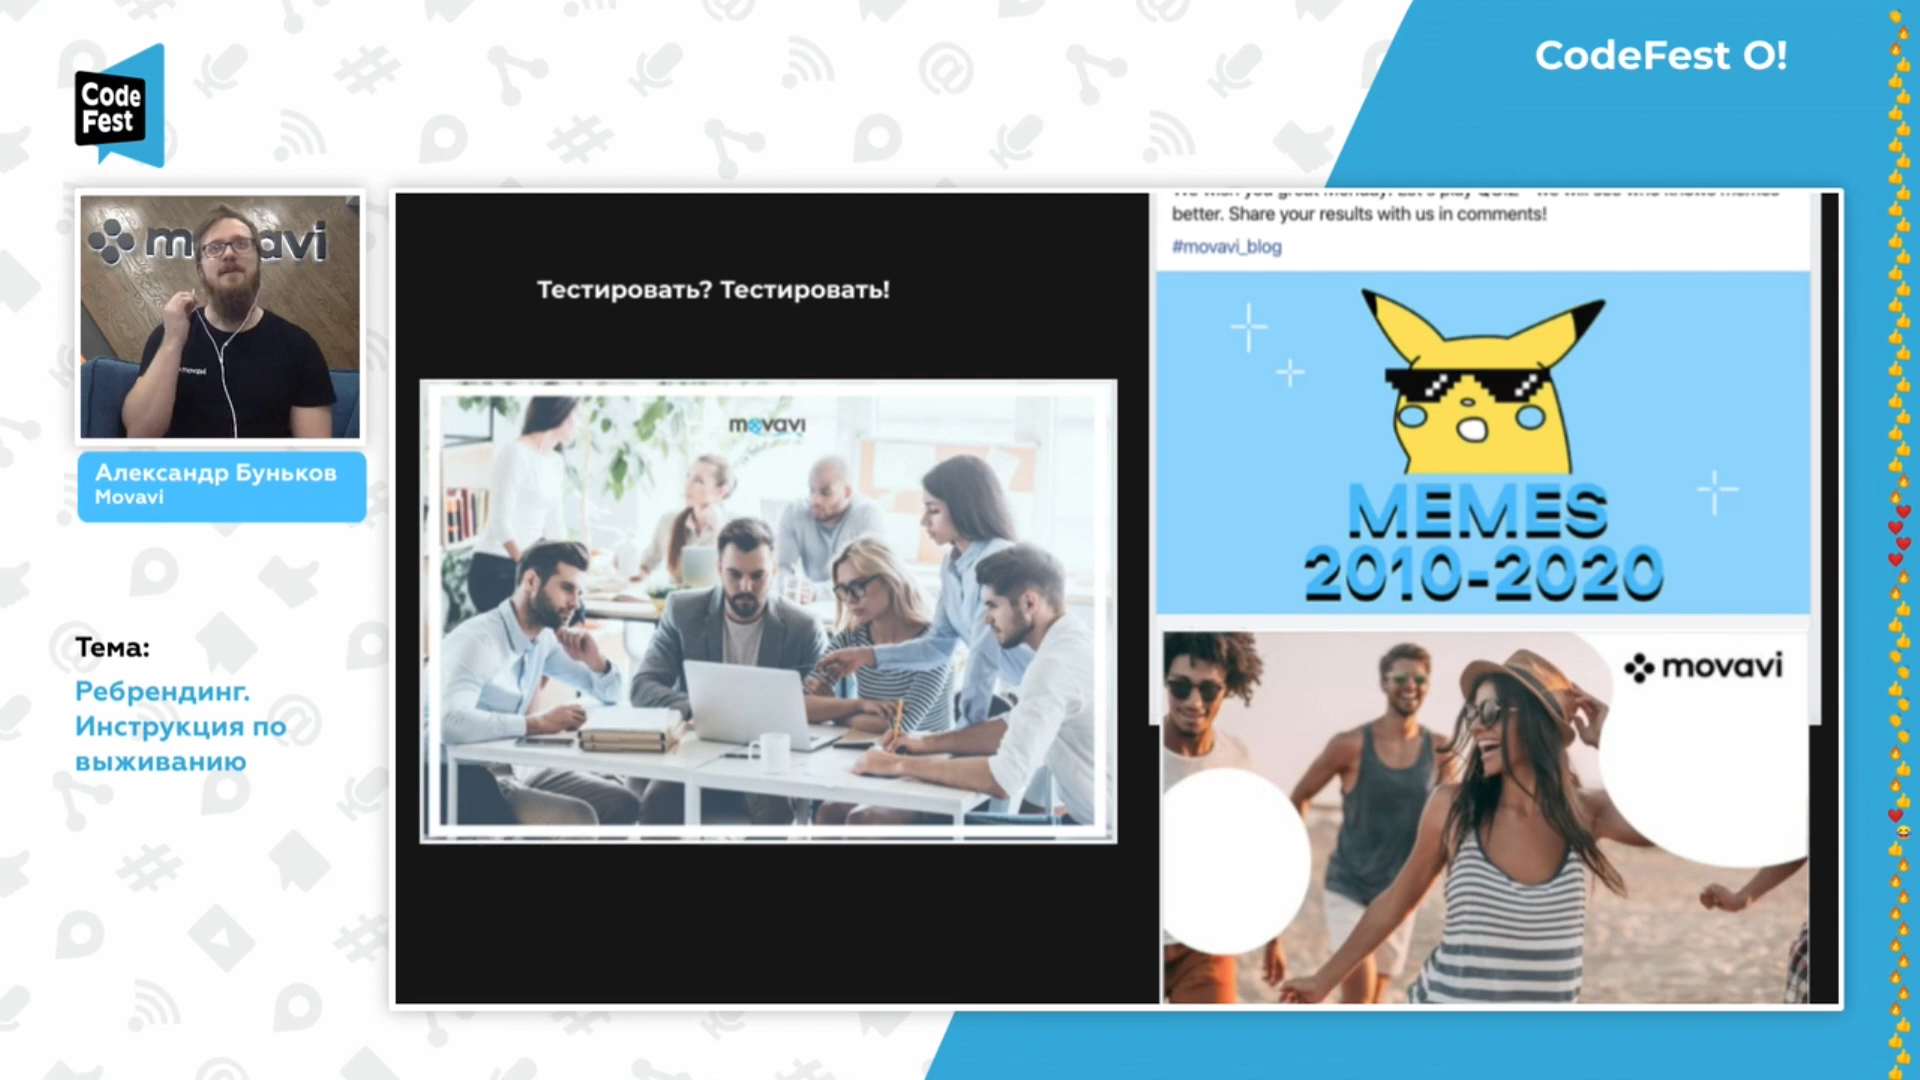 Code
Fest
CodeFest O!
movavi
Александр Буньков
Movavi
Тема:
Ребрендинг.
Инструкция по
выживанию
Тестировать? Тестировать!
movavi
better. Share your results with us in comments!
#movavi_blog
MEMES
2010-2020
movavi